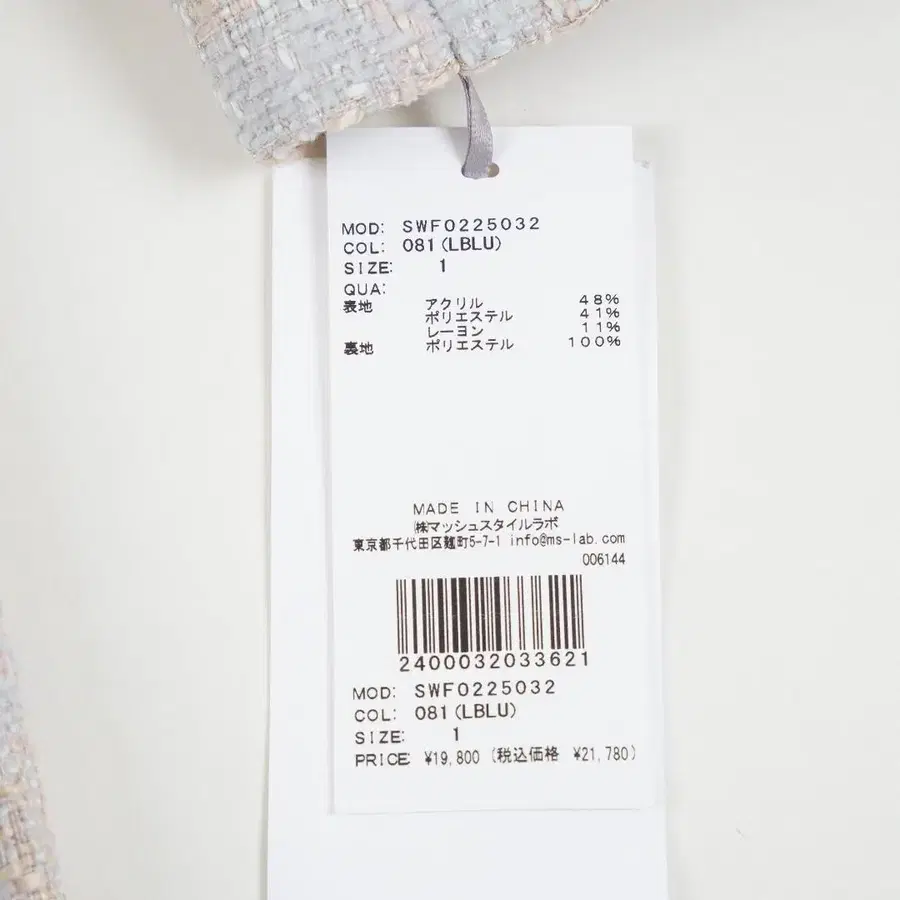 MOD: SWF0225032
COL: 081(LBLU)
SIZE: 1
QUA:
表地 アクリル 48%
ポリエステル 41%
レーヨン 11%
裏地 ポリエステル 100%
MADE IN CHINA
㈱マッシュスタイルラボ
東京都千代田区麹町5-7-1 info@ms-lab.com
006144
2400032033621
MOD: SWF0225032
COL: 081(LBLU)
SIZE: 1
PRICE: ¥19,800 (税込価格 ¥21,780)